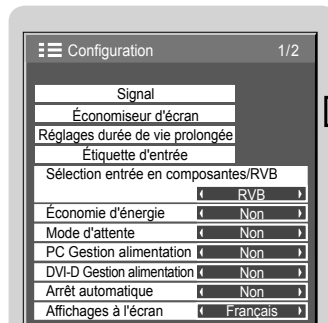 Configuration 1/2
Signal
Économiseur d'écran
Réglages durée de vie prolongée
Étiquette d'entrée
Sélection entrée en composantes/RVB
RVB
Économie d'énergie Non
Mode d'attente Non
PC Gestion alimentation Non
DVI-D Gestion alimentation Non
Arrêt automatique Non
Affichages à l'écran Français